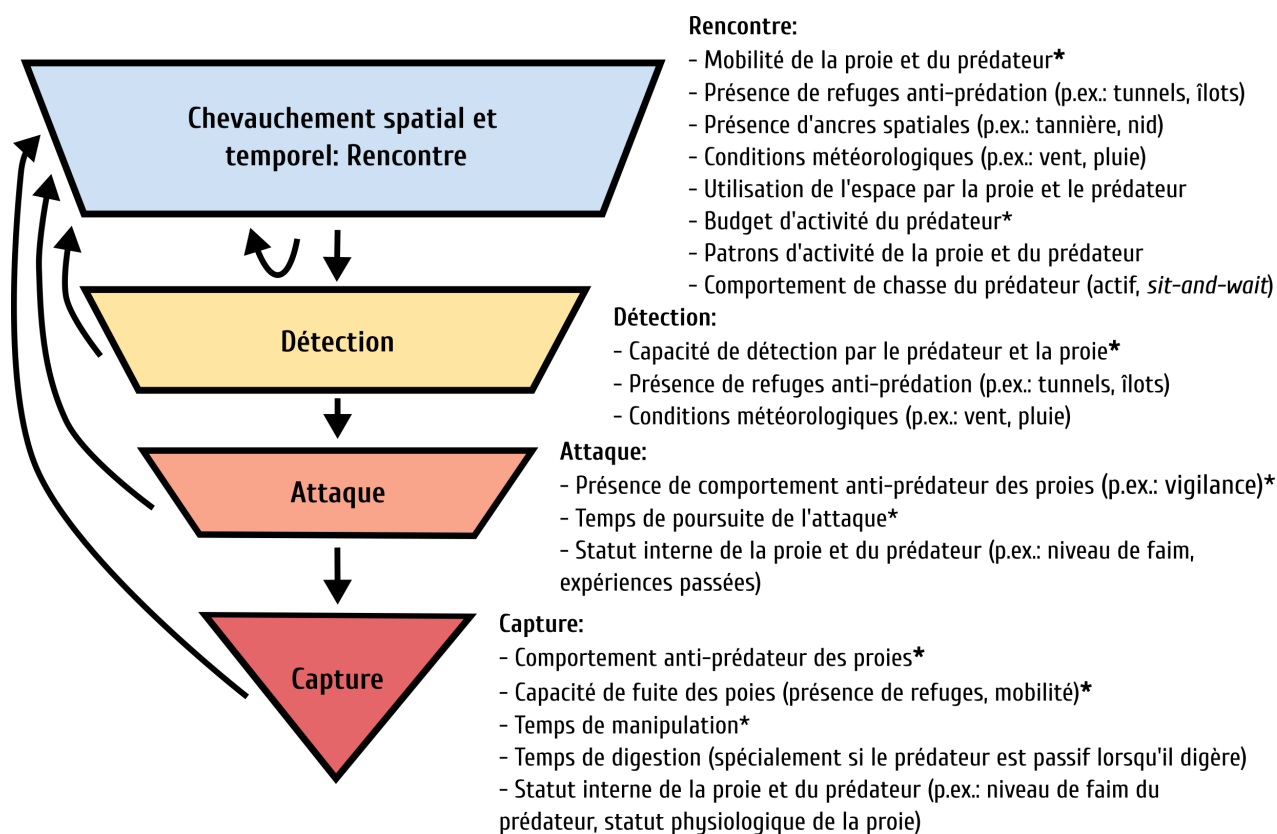 Chevauchement spatial et
temporel: Rencontre
Rencontre:
- Mobilité de la proie et du prédateur*
- Présence de refuges anti-prédation (p.ex.: tunnels, îlots)
- Présence d'ancres spatiales (p.ex.: tannière, nid)
- Conditions météorologiques (p.ex.: vent, pluie)
- Utilisation de l'espace par la proie et le prédateur
- Budget d'activité du prédateur*
- Patrons d'activité de la proie et du prédateur
- Comportement de chasse du prédateur (actif, sit-and-wait)
Détection
Détection:
- Capacité de détection par le prédateur et la proie*
- Présence de refuges anti-prédation (p.ex.: tunnels, îlots)
- Conditions météorologiques (p.ex.: vent, pluie)
Attaque
Attaque:
- Présence de comportement anti-prédateur des proies (p.ex.: vigilance)*
- Temps de poursuite de l'attaque*
- Statut interne de la proie et du prédateur (p.ex.: niveau de faim,
expériences passées)
Capture
Capture:
- Comportement anti-prédateur des proies*
- Capacité de fuite des poies (présence de refuges, mobilité)*
- Temps de manipulation*
- Temps de digestion (spécialement si le prédateur est passif lorsqu'il digère)
- Statut interne de la proie et du prédateur (p.ex.: niveau de faim du
prédateur, statut physiologique de la proie)